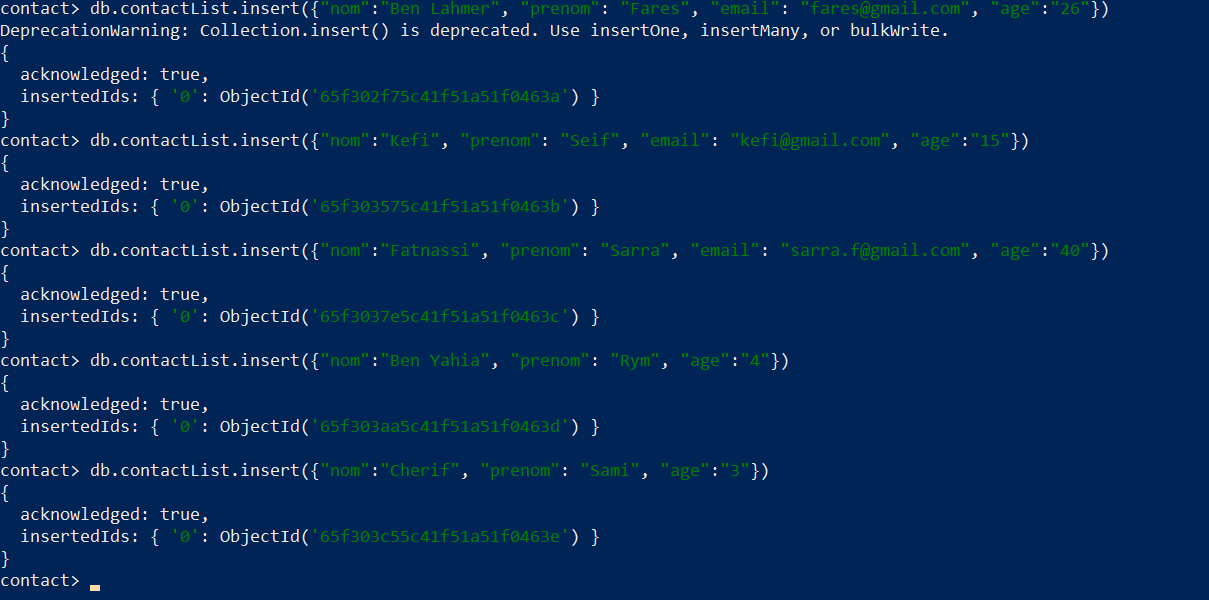 contact> db.contactList.insert({"nom":"Ben Lahmer", "prenom": "Fares", "email": "fares@gmail.com", "age":"26"})
DeprecationWarning: Collection.insert() is deprecated. Use insertOne, insertMany, or bulkWrite.
{
  acknowledged: true,
  insertedIds: { '0': ObjectId('65f302f75c41f51a51f0463a') }
}
contact> db.contactList.insert({"nom":"Kefi", "prenom": "Seif", "email": "kefi@gmail.com", "age":"15"})
{
  acknowledged: true,
  insertedIds: { '0': ObjectId('65f303575c41f51a51f0463b') }
}
contact> db.contactList.insert({"nom":"Fatnassi", "prenom": "Sarra", "email": "sarra.f@gmail.com", "age":"40"})
{
  acknowledged: true,
  insertedIds: { '0': ObjectId('65f3037e5c41f51a51f0463c') }
}
contact> db.contactList.insert({"nom":"Ben Yahia", "prenom": "Rym", "age":"4"})
{
  acknowledged: true,
  insertedIds: { '0': ObjectId('65f303aa5c41f51a51f0463d') }
}
contact> db.contactList.insert({"nom":"Cherif", "prenom": "Sami", "age":"3"})
{
  acknowledged: true,
  insertedIds: { '0': ObjectId('65f303c55c41f51a51f0463e') }
}
contact>